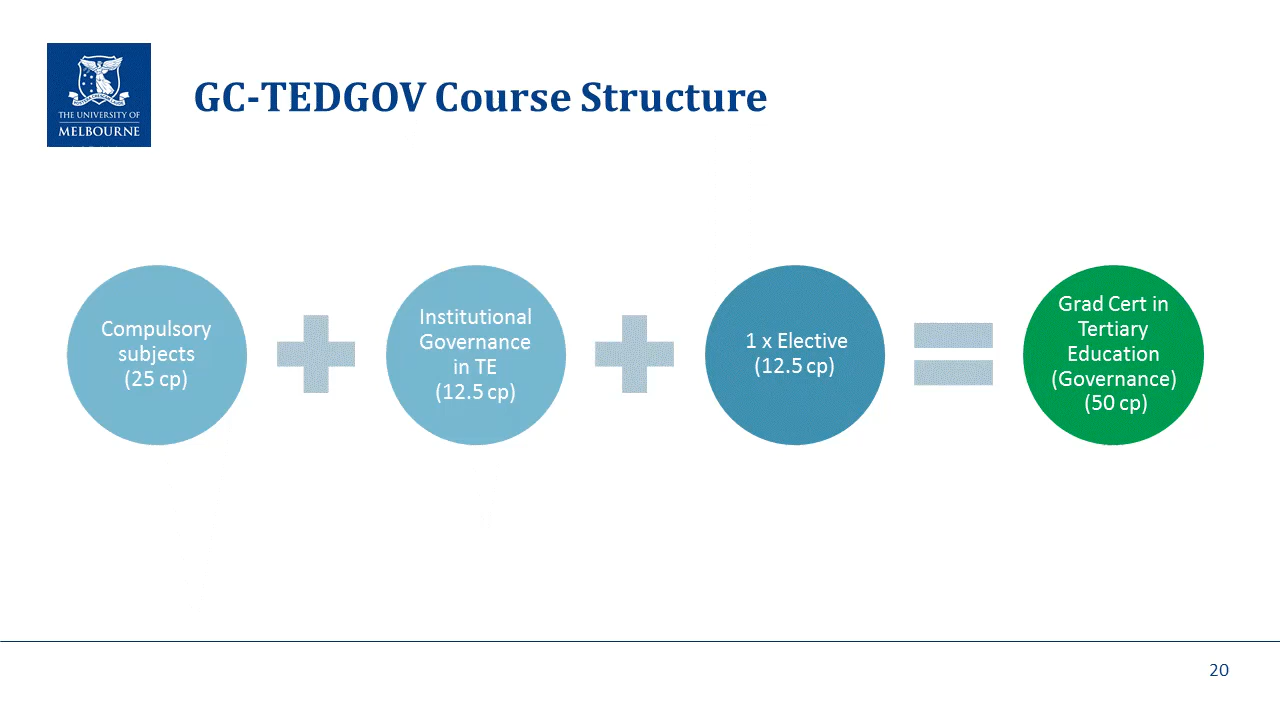 THE UNIVERSITY OF
MELBOURNE
GC-TEDGOV Course Structure
Compulsory
subjects
(25 cp)
Institutional
Governance
in TE
(12.5 cp)
1 x Elective
(12.5 cp)
Grad Cert in
Tertiary
Education
(Governance)
(50 cp)
20